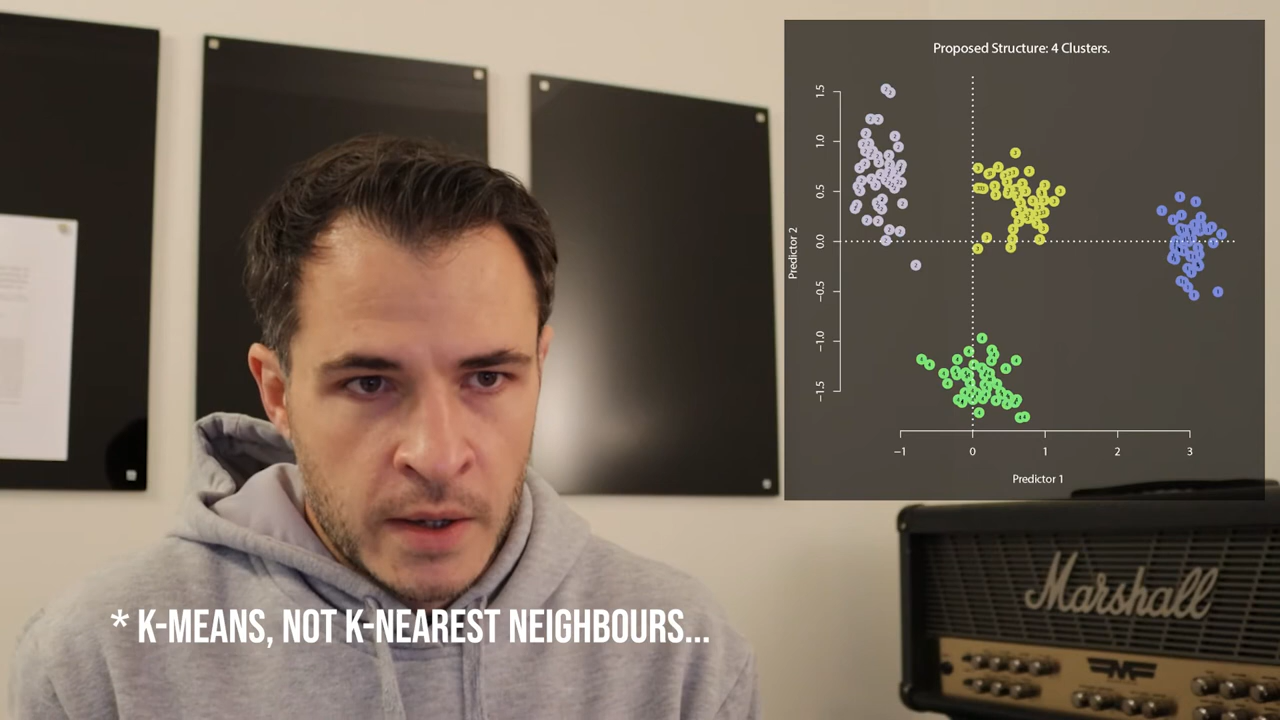 Proposed Structure: 4 Clusters.
1.5
1.0
0.5
0.0
−0.5
−1.0
−1.5
Predictor 2
−1
0
1
2
3
Predictor 1
Marshall
* K-MEANS, NOT K-NEAREST NEIGHBOURS...